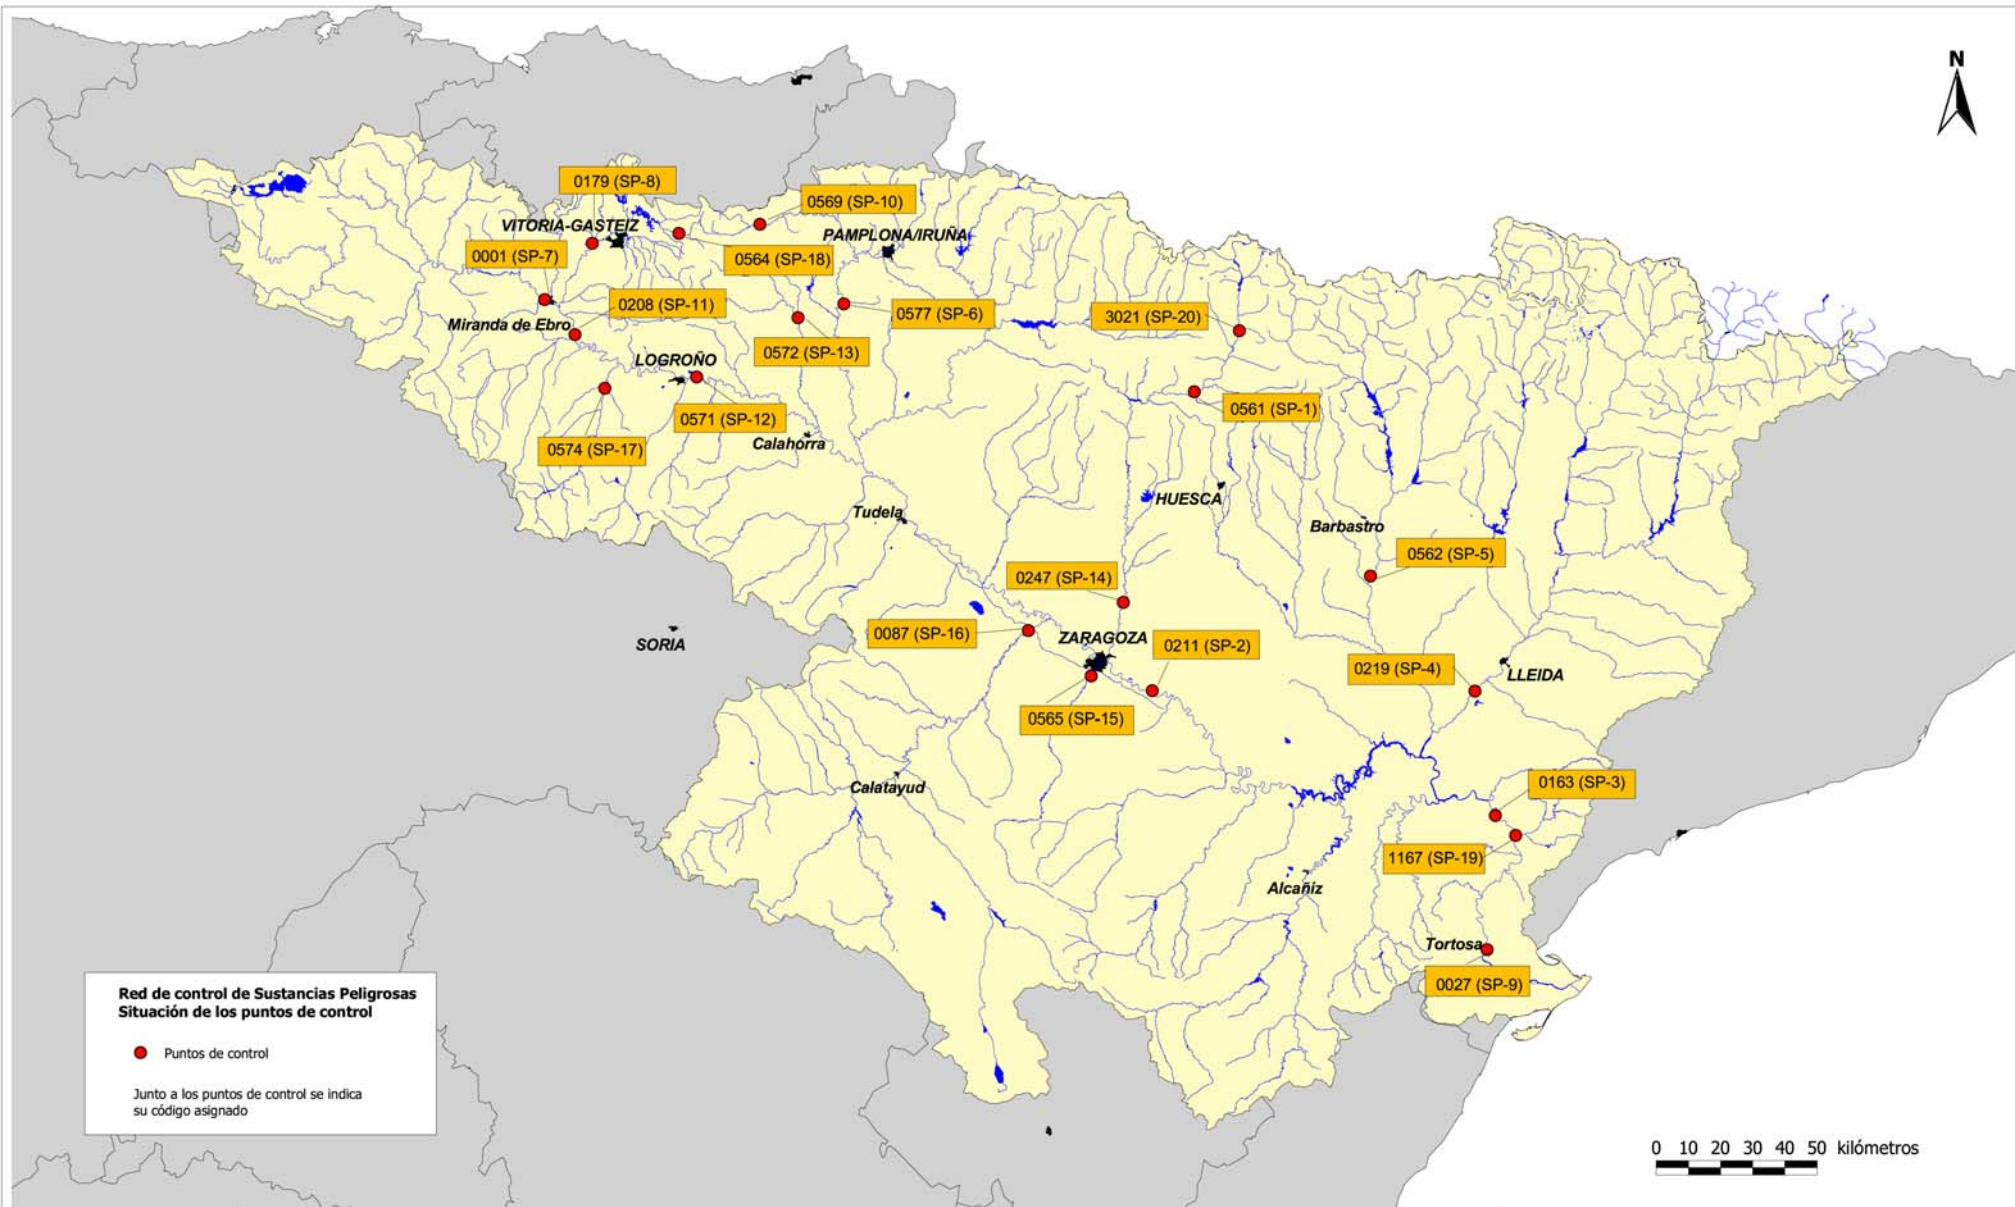 N
0179 (SP-8)
0569 (SP-10)
VITORIA-GASTEIZ
PAMPLONA/IRUÑA
0001 (SP-7)
0564 (SP-18)
0208 (SP-11)
0577 (SP-6)
3021 (SP-20)
Miranda de Ebro
0572 (SP-13)
LOGROÑO
0561 (SP-1)
0571 (SP-12)
Calahorra
0574 (SP-17)
HUESCA
Tudela
Barbastro
0562 (SP-5)
0247 (SP-14)
0087 (SP-16)
ZARAGOZA
0211 (SP-2)
SORIA
0219 (SP-4)
LLEIDA
0565 (SP-15)
Calatayud
0163 (SP-3)
1167 (SP-19)
Alcañiz
Tortosa
0027 (SP-9)
Red de control de Sustancias Peligrosas
Situación de los puntos de control
Puntos de control
Junto a los puntos de control se indica
su código asignado
0 10 20 30 40 50 kilómetros